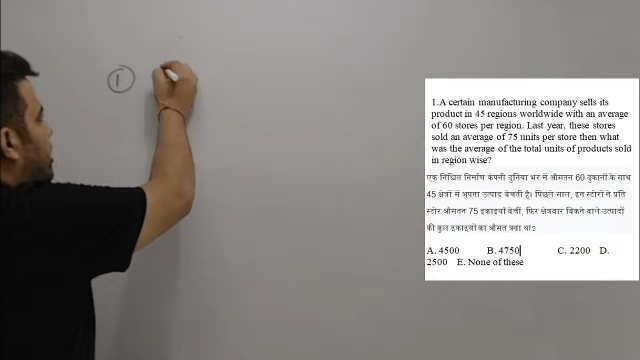 1
1.A certain manufacturing company sells its
product in 45 regions worldwide with an average
of 60 stores per region. Last year, these stores
sold an average of 75 units per store then what
was the average of the total units of products sold
in region wise?
एक निश्चित निर्माण कंपनी दुनिया भर में औसतन 60 दुकानों के साथ
45 क्षेत्रों में अपना उत्पाद बेचती है। पिछले साल, इन स्टोरों ने प्रति
स्टोर औसतन 75 इकाइयाँ बेचीं, फिर क्षेत्रवार बिकने वाले उत्पादों
की कुल इकाइयों का औसत क्या था?
A. 4500 B. 4750 C. 2200 D.
2500 E. None of these